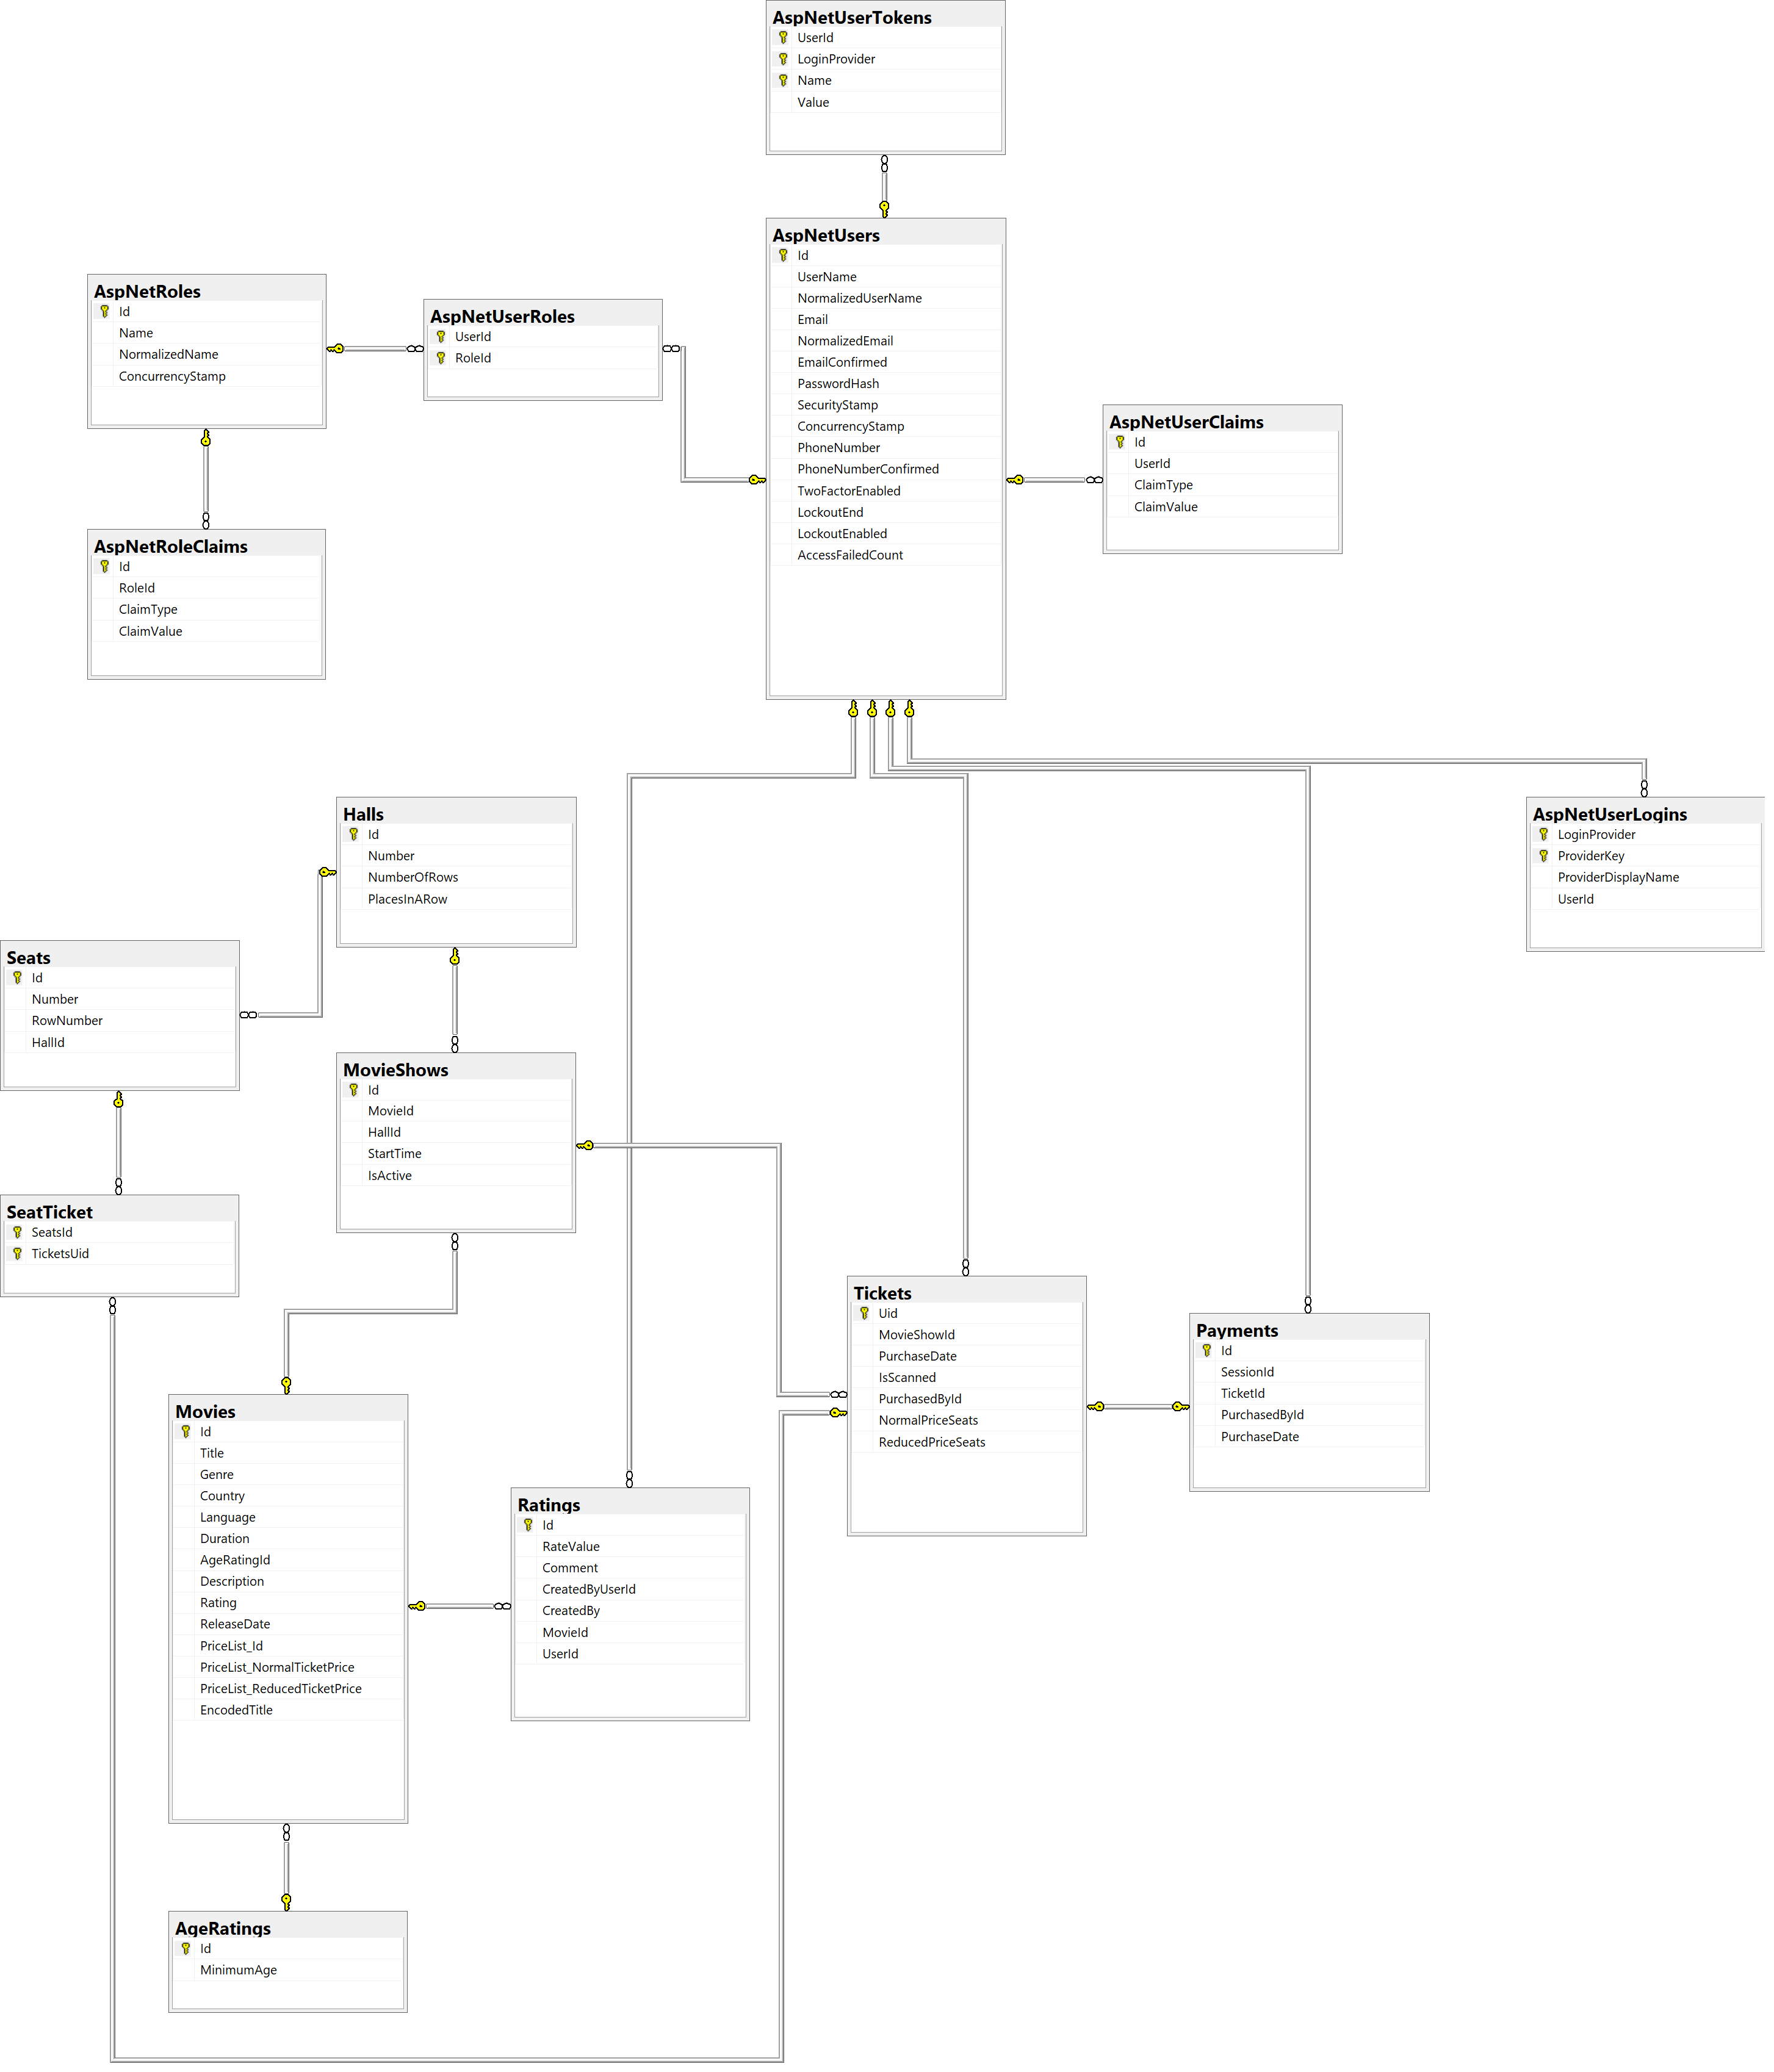 AspNetUserTokens
UserId
LoginProvider
Name
Value
AspNetUsers
Id
UserName
NormalizedUserName
Email
NormalizedEmail
EmailConfirmed
PasswordHash
SecurityStamp
ConcurrencyStamp
PhoneNumber
PhoneNumberConfirmed
TwoFactorEnabled
LockoutEnd
LockoutEnabled
AccessFailedCount
AspNetRoles
Id
Name
NormalizedName
ConcurrencyStamp
AspNetUserRoles
UserId
RoleId
AspNetUserClaims
Id
UserId
ClaimType
ClaimValue
AspNetRoleClaims
Id
RoleId
ClaimType
ClaimValue
Halls
Id
Number
NumberOfRows
PlacesInARow
AspNetUserLogins
LoginProvider
ProviderKey
ProviderDisplayName
UserId
Seats
Id
Number
RowNumber
HallId
MovieShows
Id
MovieId
HallId
StartTime
IsActive
SeatTicket
SeatsId
TicketsUid
Tickets
Uid
MovieShowId
PurchaseDate
IsScanned
PurchasedById
NormalPriceSeats
ReducedPriceSeats
Payments
Id
SessionId
TicketId
PurchasedById
PurchaseDate
Movies
Id
Title
Genre
Country
Language
Duration
AgeRatingId
Description
Rating
ReleaseDate
PriceList_Id
PriceList_NormalTicketPrice
PriceList_ReducedTicketPrice
EncodedTitle
Ratings
Id
RateValue
Comment
CreatedByUserId
CreatedBy
MovieId
UserId
AgeRatings
Id
MinimumAge